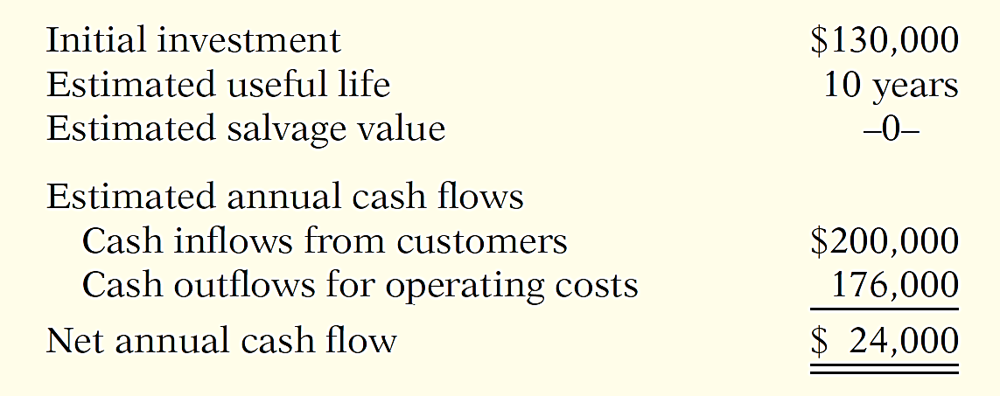 Initial investment $130,000
Estimated useful life 10 years
Estimated salvage value –0–
Estimated annual cash flows
Cash inflows from customers $200,000
Cash outflows for operating costs 176,000
Net annual cash flow $ 24,000